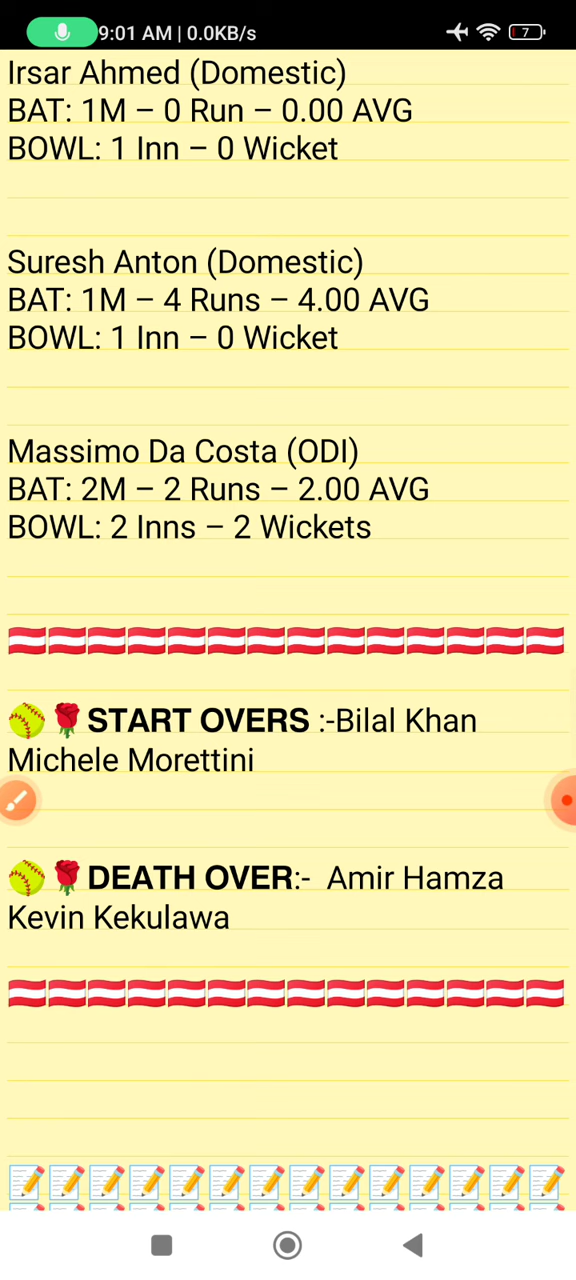 9:01 AM | 0.0KB/s
7
Irsar Ahmed (Domestic)
BAT: 1M – 0 Run – 0.00 AVG
BOWL: 1 Inn – 0 Wicket
Suresh Anton (Domestic)
BAT: 1M – 4 Runs – 4.00 AVG
BOWL: 1 Inn – 0 Wicket
Massimo Da Costa (ODI)
BAT: 2M – 2 Runs – 2.00 AVG
BOWL: 2 Inns – 2 Wickets
🇦🇹🇦🇹🇦🇹🇦🇹🇦🇹🇦🇹🇦🇹🇦🇹🇦🇹🇦🇹🇦🇹🇦🇹🇦🇹🇦🇹
🥎🌹START OVERS :-Bilal Khan
Michele Morettini
🥎🌹DEATH OVER:- Amir Hamza
Kevin Kekulawa
🇦🇹🇦🇹🇦🇹🇦🇹🇦🇹🇦🇹🇦🇹🇦🇹🇦🇹🇦🇹🇦🇹🇦🇹🇦🇹🇦🇹
📝📝📝📝📝📝📝📝📝📝📝📝📝📝